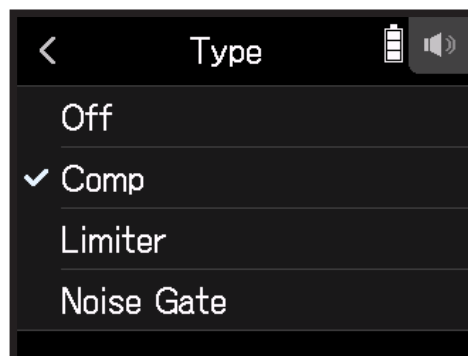 Type
Off
Comp
Limiter
Noise Gate